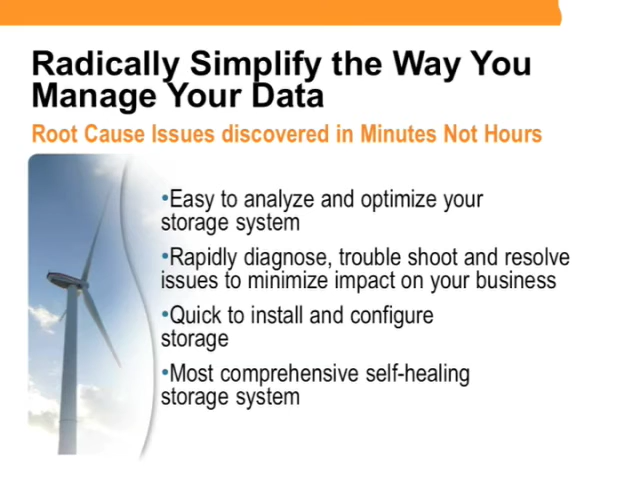 Radically Simplify the Way You
Manage Your Data
Root Cause Issues discovered in Minutes Not Hours
•Easy to analyze and optimize your
storage system
•Rapidly diagnose, trouble shoot and resolve
issues to minimize impact on your business
•Quick to install and configure
storage
•Most comprehensive self-healing
storage system